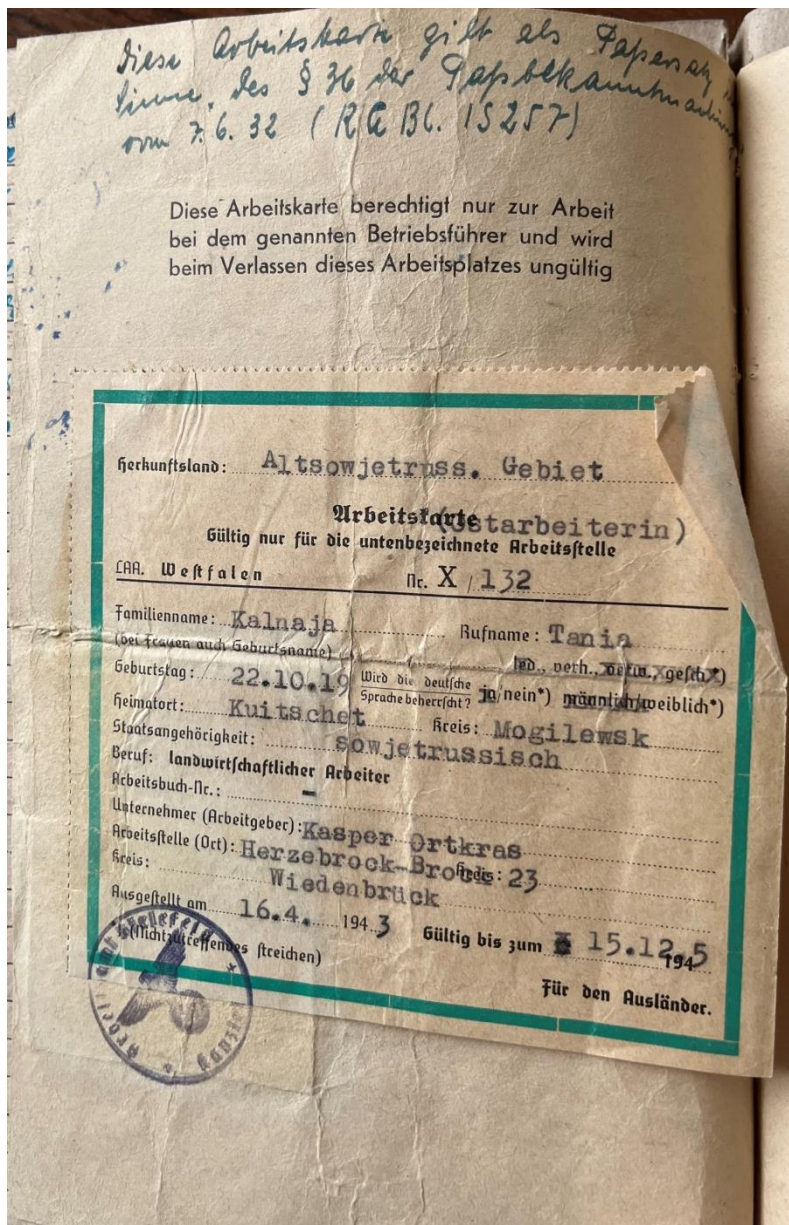 Diese Arbeitskarte gilt als Paßersatz im
Sinne des § 36 der Paßbekanntmachung
vom 7.6.32 (RGBl. I S 257)
Diese Arbeitskarte berechtigt nur zur Arbeit
bei dem genannten Betriebsführer und wird
beim Verlassen dieses Arbeitsplatzes ungültig
Herkunftsland: Altsowjetruss. Gebiet
Arbeitskarte (Ostarbeiterin)
Gültig nur für die untenbezeichnete Arbeitsstelle
LAA. Westfalen Nr. X / 132
Familienname: Kalnaja Rufname: Tania
(bei Frauen auch Geburtsname) led., verh., verw., gesch.*)
Geburtstag: 22.10.19 Wird die deutsche Sprache beherrscht? ja/nein*) männlich/weiblich*)
Heimatort: Kuitschet Kreis: Mogilewsk
Staatsangehörigkeit: sowjetrussisch
Beruf: landwirtschaftlicher Arbeiter
Arbeitsbuch-Nr.: -
Unternehmer (Arbeitgeber): Kasper Ortkras
Arbeitsstelle (Ort): Herzebrock-Brock 23
Kreis: Wiedenbrück
Ausgestellt am 16.4. 1943 Gültig bis zum 15.12. 1945
*(Nichtzutreffendes streichen)
Für den Ausländer.
Arbeitsamt Bielefeld